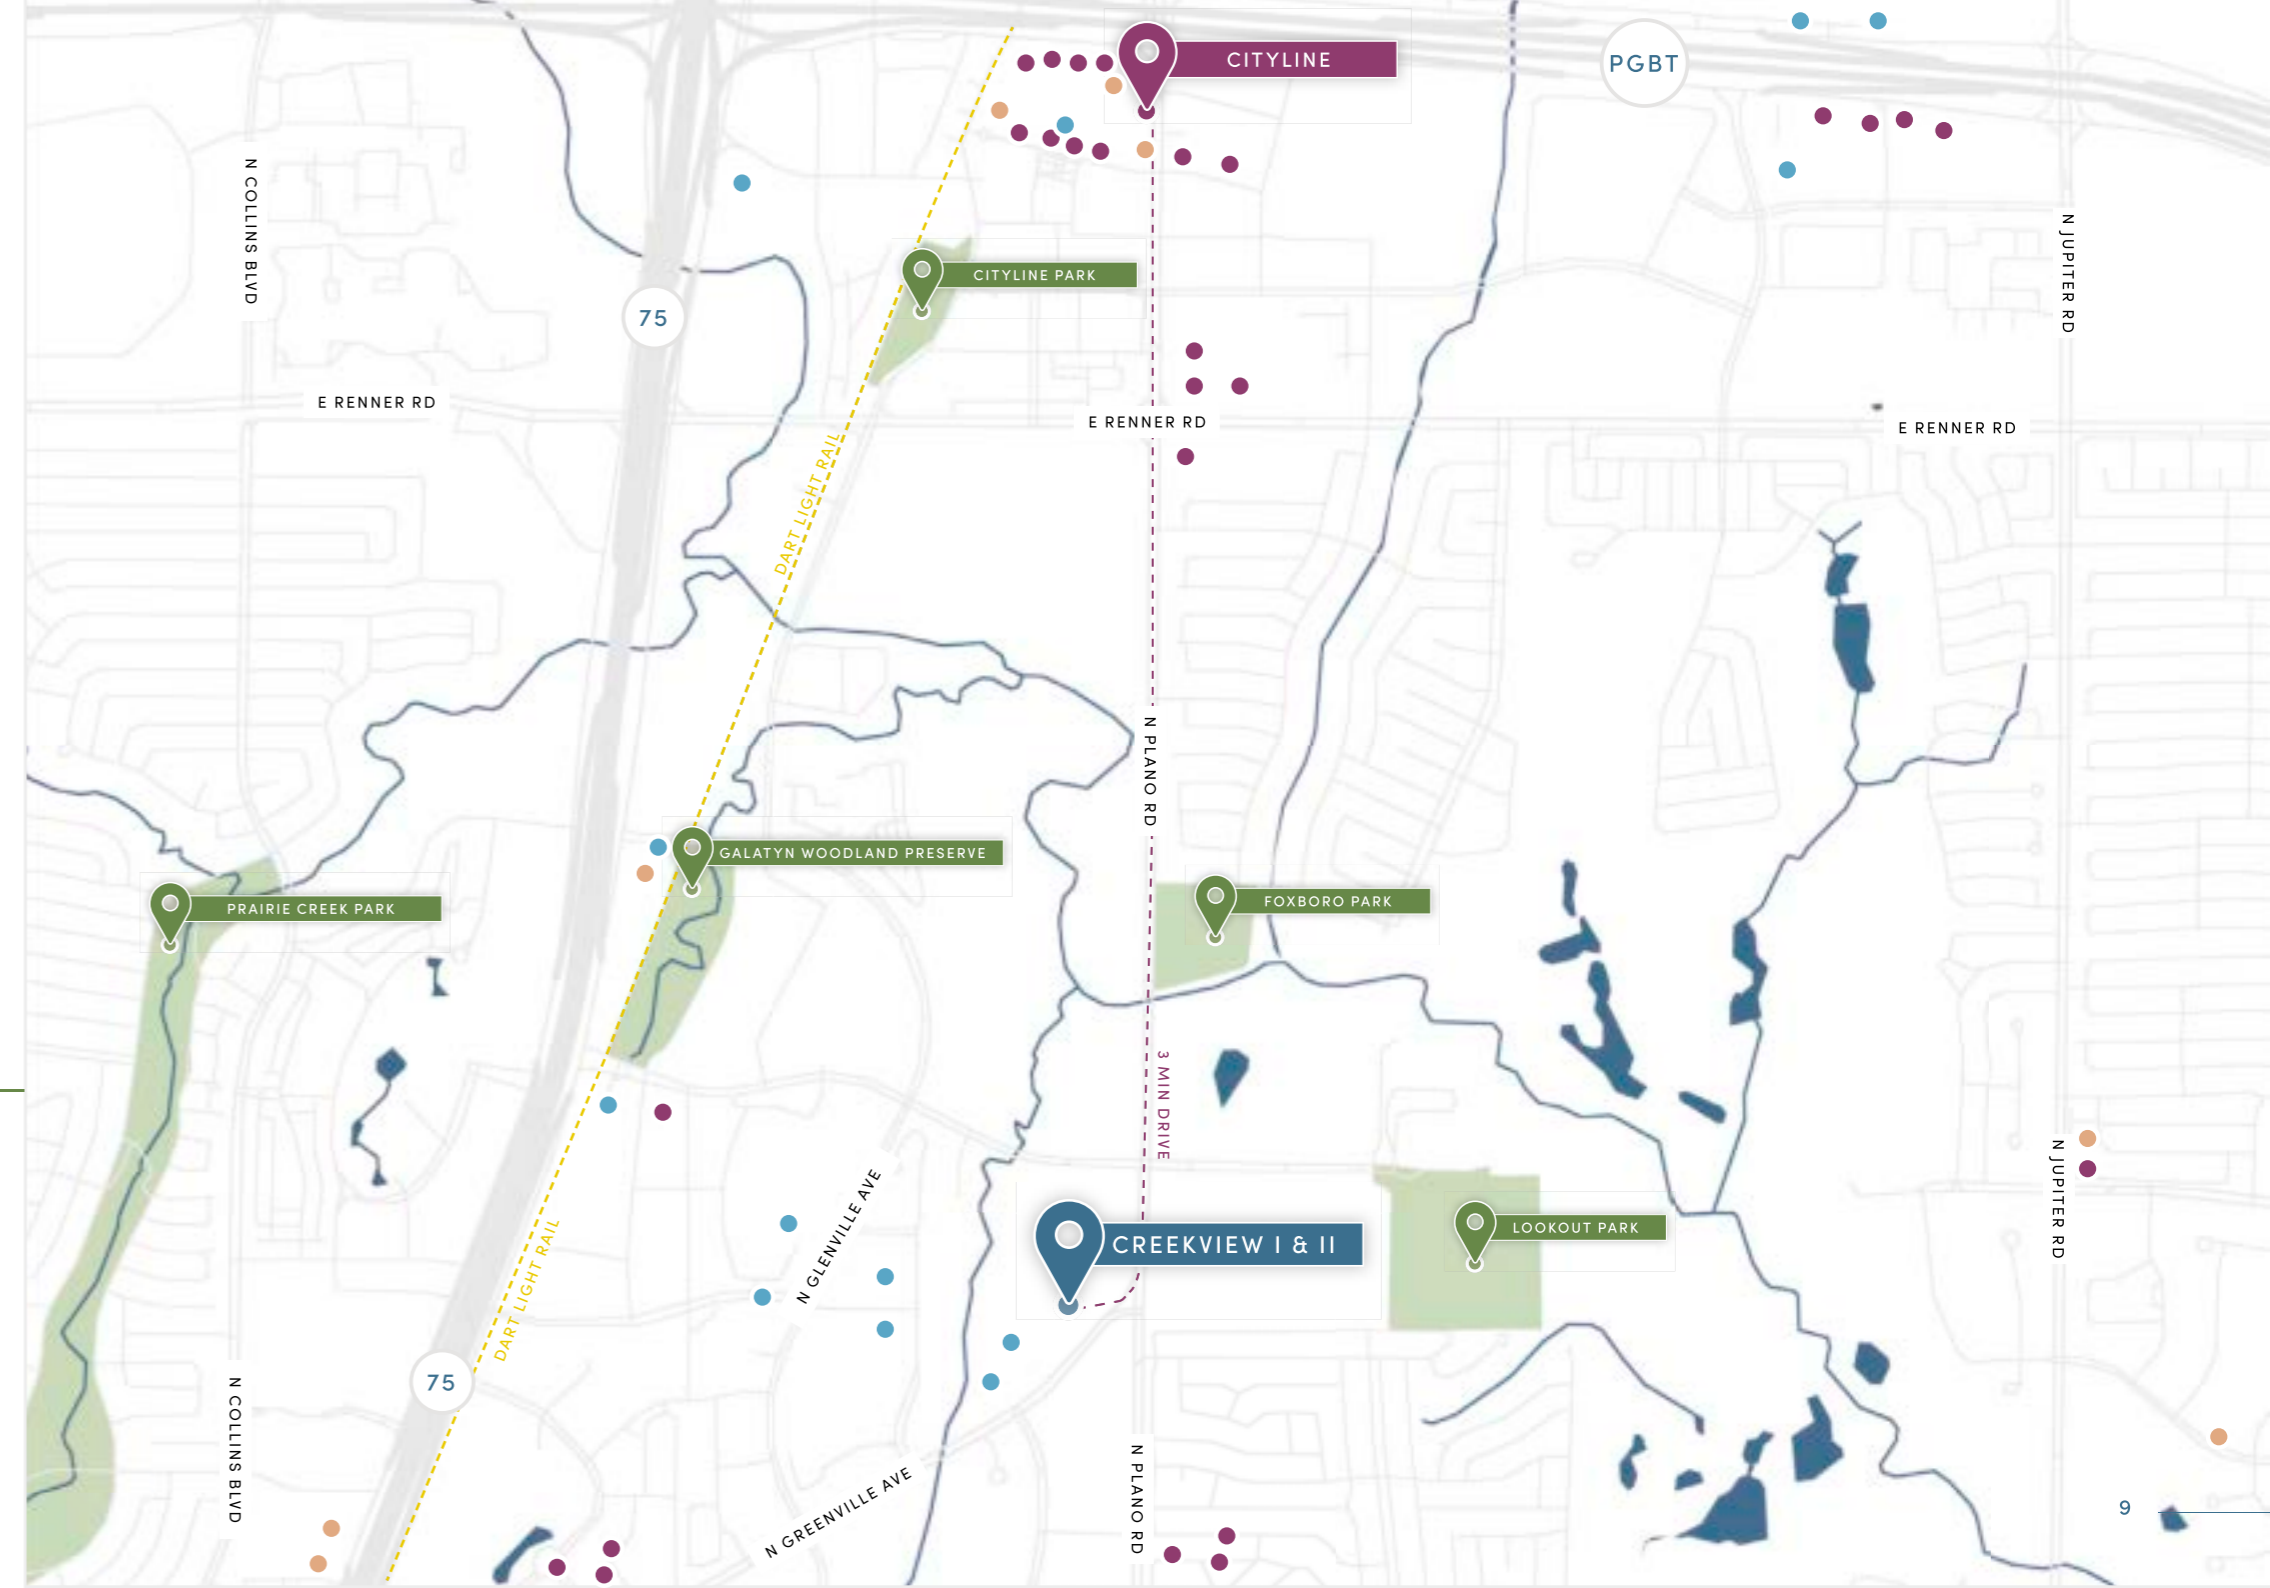 CITYLINE
PGBT
N COLLINS BLVD
N JUPITER RD
CITYLINE PARK
75
E RENNER RD
E RENNER RD
E RENNER RD
DART LIGHT RAIL
N PLANO RD
GALATYN WOODLAND PRESERVE
PRAIRIE CREEK PARK
FOXBORO PARK
3 MIN DRIVE
N GLENVILLE AVE
CREEKVIEW I & II
LOOKOUT PARK
N JUPITER RD
DART LIGHT RAIL
75
N COLLINS BLVD
N GREENVILLE AVE
N PLANO RD
9